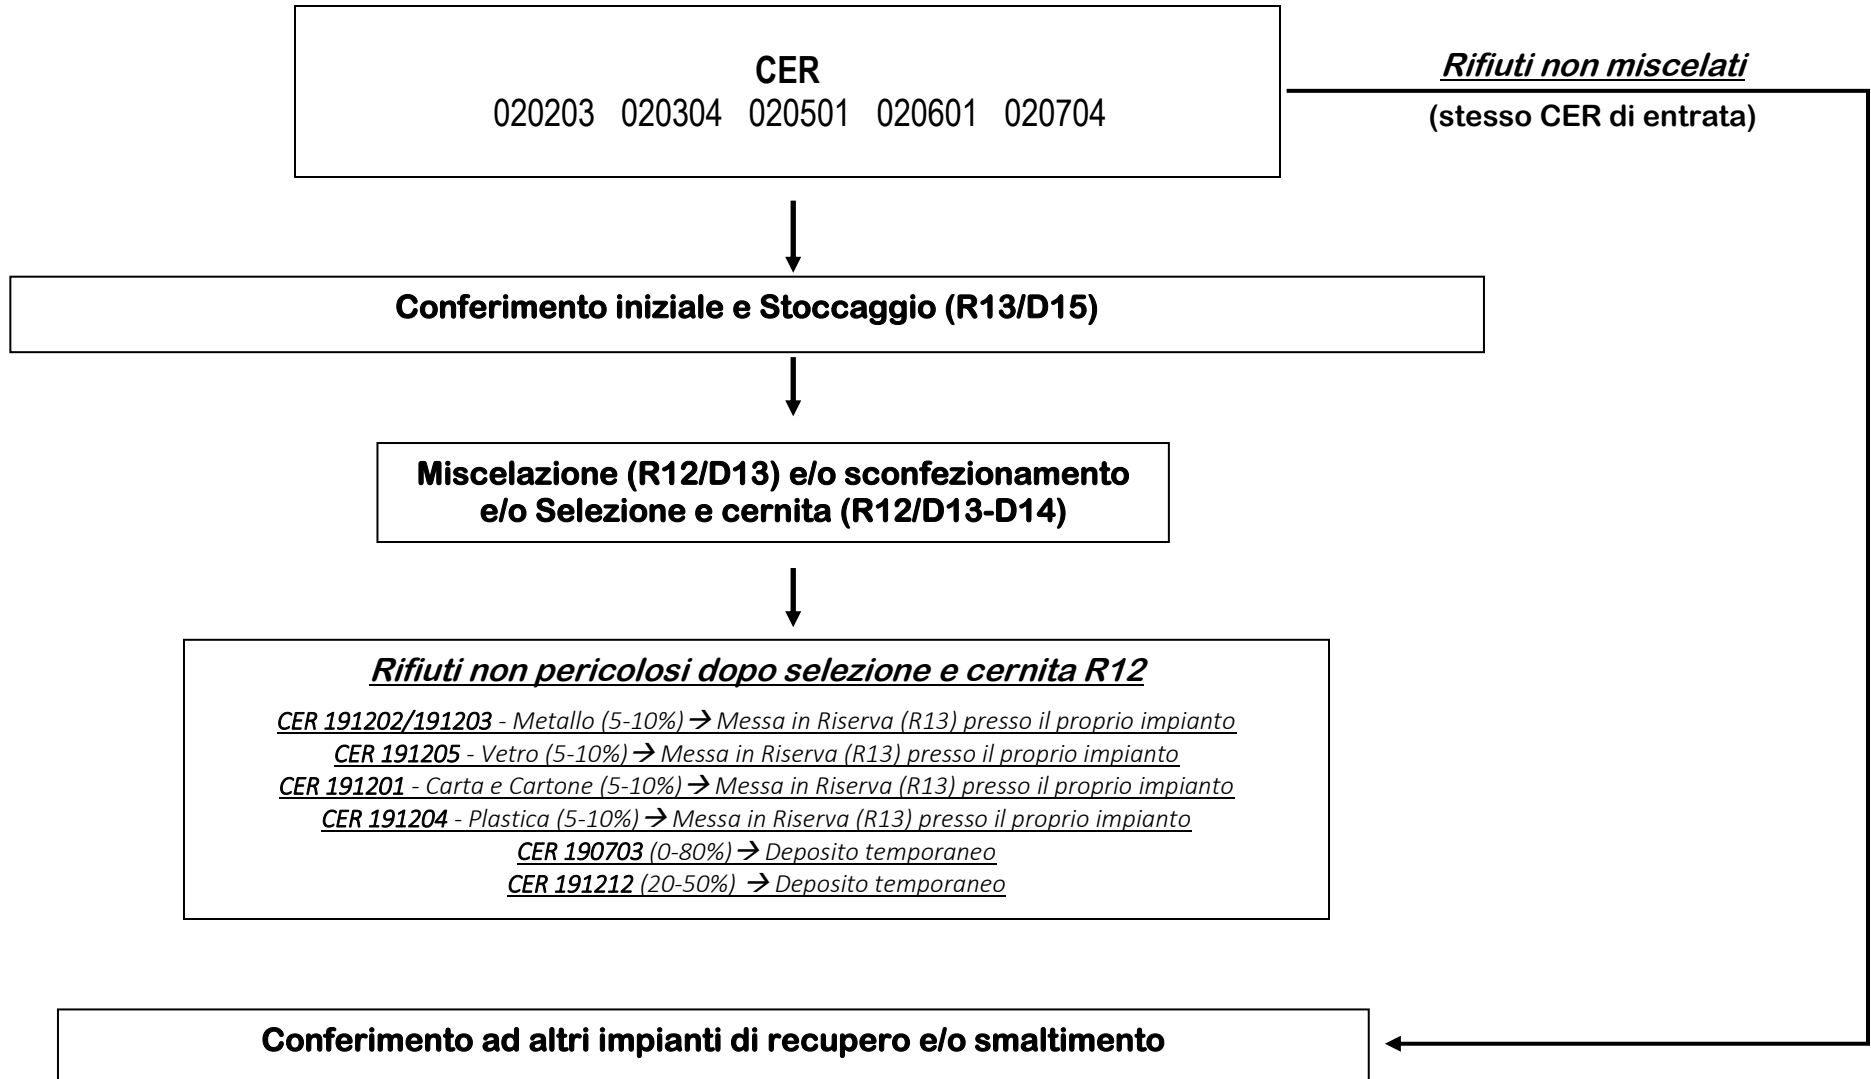 CER
020203 020304 020501 020601 020704
Rifiuti non miscelati
(stesso CER di entrata)
Conferimento iniziale e Stoccaggio (R13/D15)
Miscelazione (R12/D13) e/o sconfezionamento
e/o Selezione e cernita (R12/D13-D14)
Rifiuti non pericolosi dopo selezione e cernita R12
CER 191202/191203 - Metallo (5-10%) → Messa in Riserva (R13) presso il proprio impianto
CER 191205 - Vetro (5-10%) → Messa in Riserva (R13) presso il proprio impianto
CER 191201 - Carta e Cartone (5-10%) → Messa in Riserva (R13) presso il proprio impianto
CER 191204 - Plastica (5-10%) → Messa in Riserva (R13) presso il proprio impianto
CER 190703 (0-80%) → Deposito temporaneo
CER 191212 (20-50%) → Deposito temporaneo
Conferimento ad altri impianti di recupero e/o smaltimento